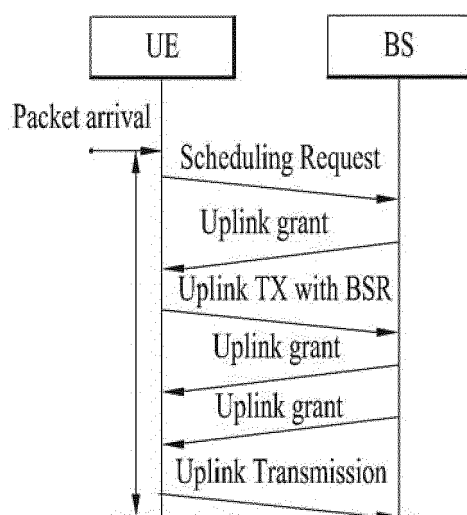 UE
BS
Packet arrival
Scheduling Request
Uplink grant
Uplink TX with BSR
Uplink grant
Uplink grant
Uplink Transmission